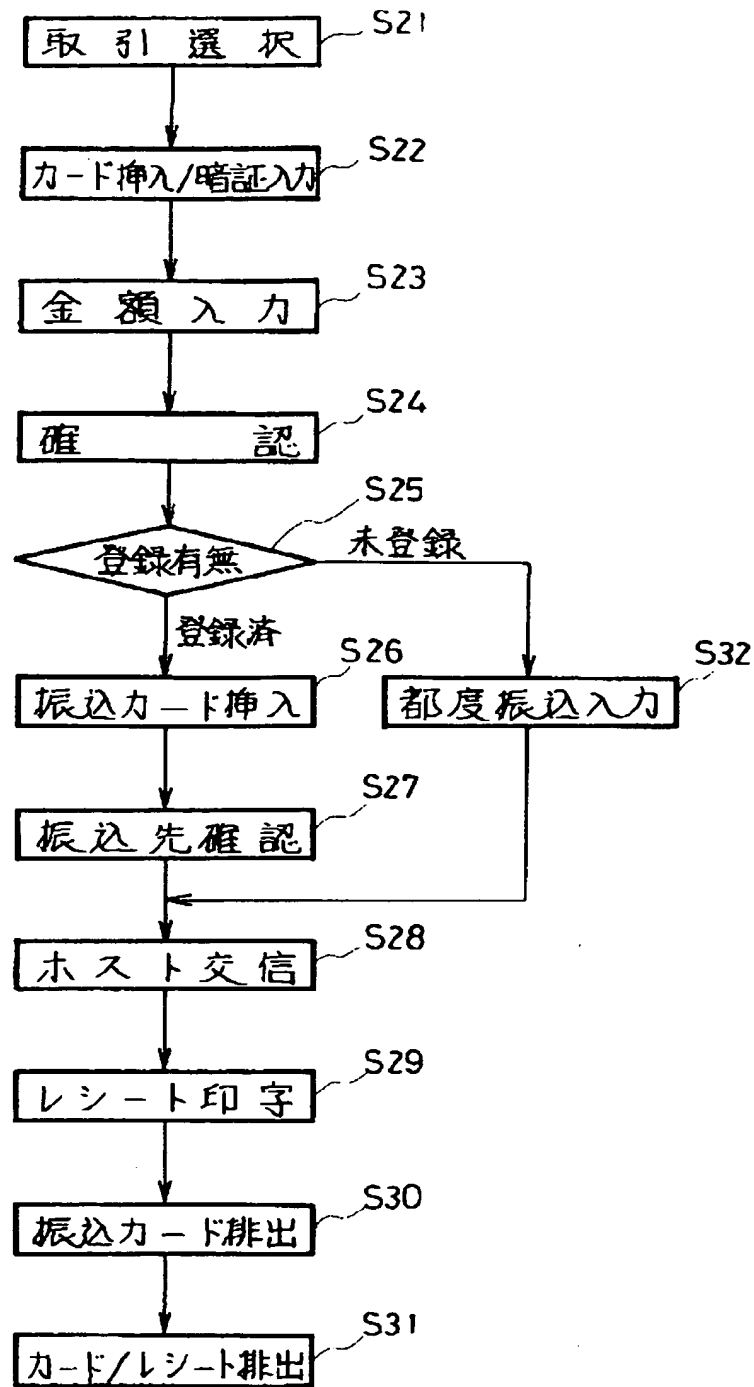 S21
取引選択
S22
カード挿入/暗証入力
S23
金額入力
S24
確認
S25
登録有無
未登録
登録済
S26
振込カード挿入
S32
都度振込入力
S27
振込先確認
S28
ホスト交信
S29
レシート印字
S30
振込カード排出
S31
カード/レシート排出